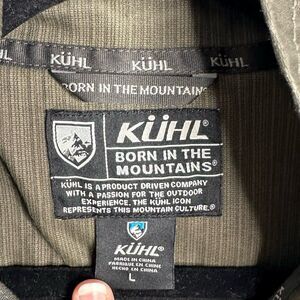 KÜHL KÜHL KÜHL
BORN IN THE MOUNTAINS
KÜHL®
BORN IN THE
MOUNTAINS®
KÜHL IS A PRODUCT DRIVEN COMPANY
WITH A PASSION FOR THE OUTDOOR
EXPERIENCE, THE KÜHL ICON
REPRESENTS THIS MOUNTAIN CULTURE.®
KÜHL®
MADE IN CHINA
FABRIQUÉ EN CHINE
HECHO EN CHINA
L